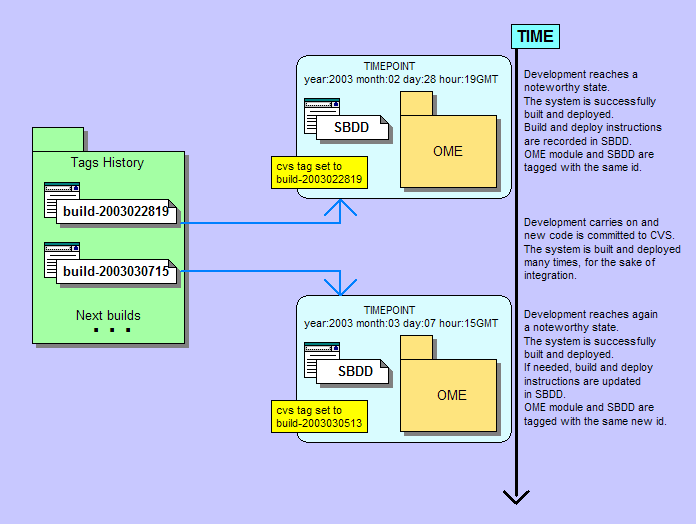 TIME
TIMEPOINT
year:2003 month:02 day:28 hour:19GMT
SBDD
OME
cvs tag set to
build-2003022819
Development reaches a
noteworthy state.
The system is successfully
built and deployed.
Build and deploy instructions
are recorded in SBDD.
OME module and SBDD are
tagged with the same id.
Tags History
build-2003022819
build-2003030715
Next builds
. . .
Development carries on and
new code is committed to CVS.
The system is built and deployed
many times, for the sake of
integration.
TIMEPOINT
year:2003 month:03 day:07 hour:15GMT
SBDD
OME
cvs tag set to
build-2003030513
Development reaches again
a noteworthy state.
The system is successfully
built and deployed.
If needed, build and deploy
instructions are updated
in SBDD.
OME module and SBDD are
tagged with the same new id.